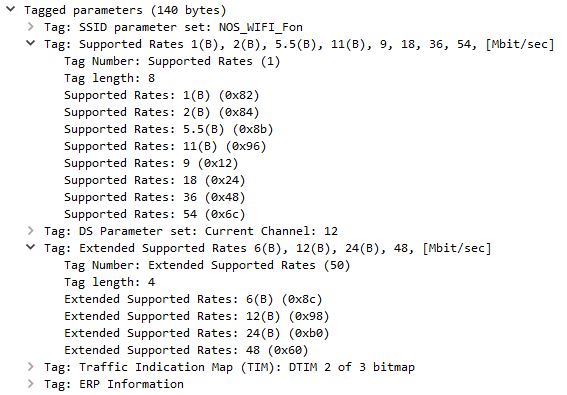 Tagged parameters (140 bytes)
Tag: SSID parameter set: NOS_WIFI_Fon
Tag: Supported Rates 1(B), 2(B), 5.5(B), 11(B), 9, 18, 36, 54, [Mbit/sec]
Tag Number: Supported Rates (1)
Tag length: 8
Supported Rates: 1(B) (0x82)
Supported Rates: 2(B) (0x84)
Supported Rates: 5.5(B) (0x8b)
Supported Rates: 11(B) (0x96)
Supported Rates: 9 (0x12)
Supported Rates: 18 (0x24)
Supported Rates: 36 (0x48)
Supported Rates: 54 (0x6c)
Tag: DS Parameter set: Current Channel: 12
Tag: Extended Supported Rates 6(B), 12(B), 24(B), 48, [Mbit/sec]
Tag Number: Extended Supported Rates (50)
Tag length: 4
Extended Supported Rates: 6(B) (0x8c)
Extended Supported Rates: 12(B) (0x98)
Extended Supported Rates: 24(B) (0xb0)
Extended Supported Rates: 48 (0x60)
Tag: Traffic Indication Map (TIM): DTIM 2 of 3 bitmap
Tag: ERP Information